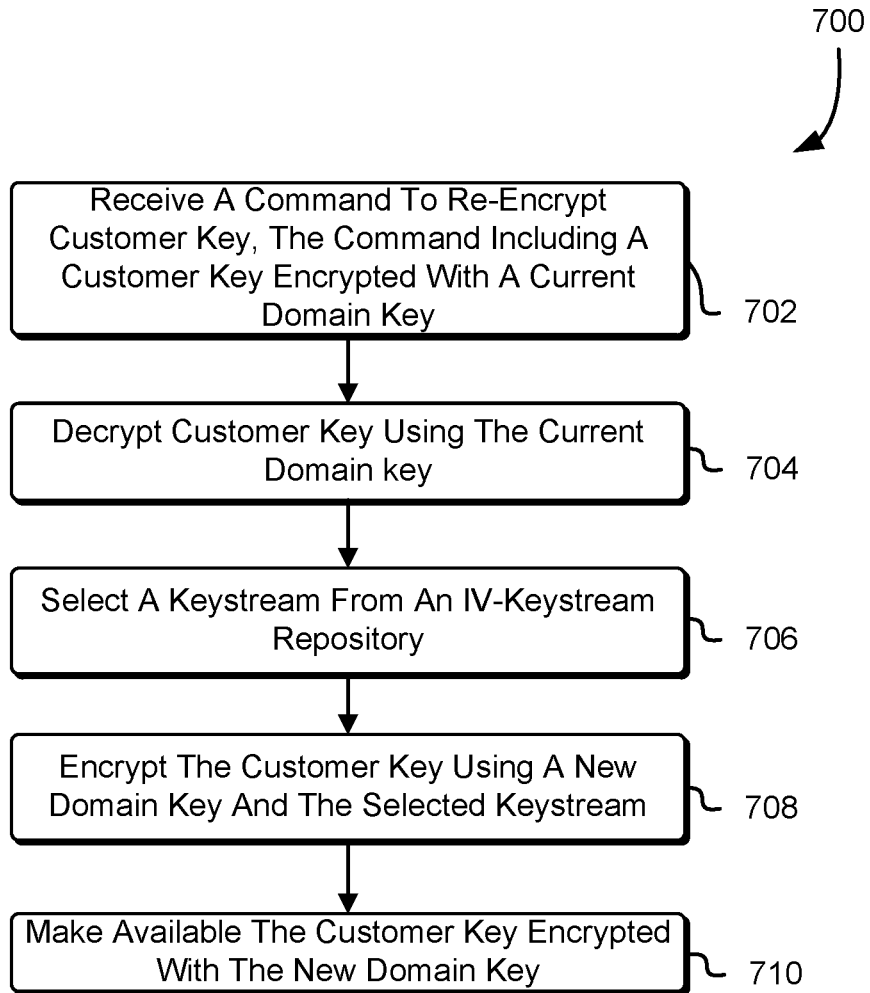 700
Receive A Command To Re-Encrypt
Customer Key, The Command Including A
Customer Key Encrypted With A Current
Domain Key
702
Decrypt Customer Key Using The Current
Domain key
704
Select A Keystream From An IV-Keystream
Repository
706
Encrypt The Customer Key Using A New
Domain Key And The Selected Keystream
708
Make Available The Customer Key Encrypted
With The New Domain Key
710